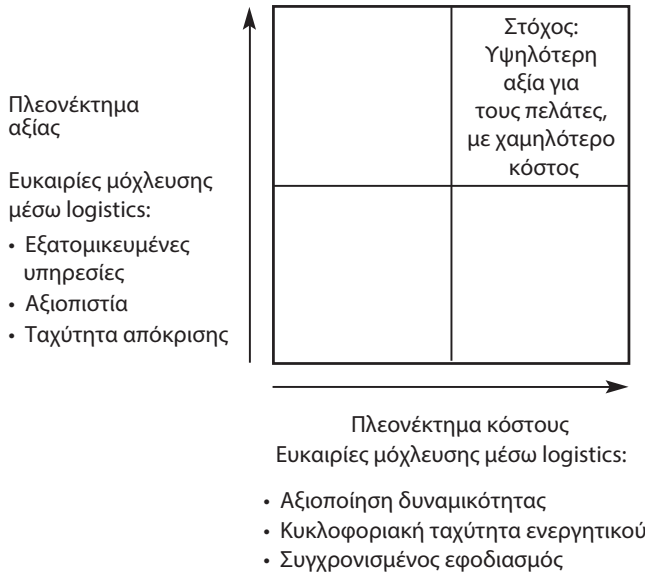 Στόχος:
Υψηλότερη
αξία για
τους πελάτες,
με χαμηλότερο
κόστος
Πλεονέκτημα
αξίας
Ευκαιρίες μόχλευσης
μέσω logistics:
• Εξατομικευμένες
υπηρεσίες
• Αξιοπιστία
• Ταχύτητα απόκρισης
Πλεονέκτημα κόστους
Ευκαιρίες μόχλευσης μέσω logistics:
• Αξιοποίηση δυναμικότητας
• Κυκλοφοριακή ταχύτητα ενεργητικού
• Συγχρονισμένος εφοδιασμός